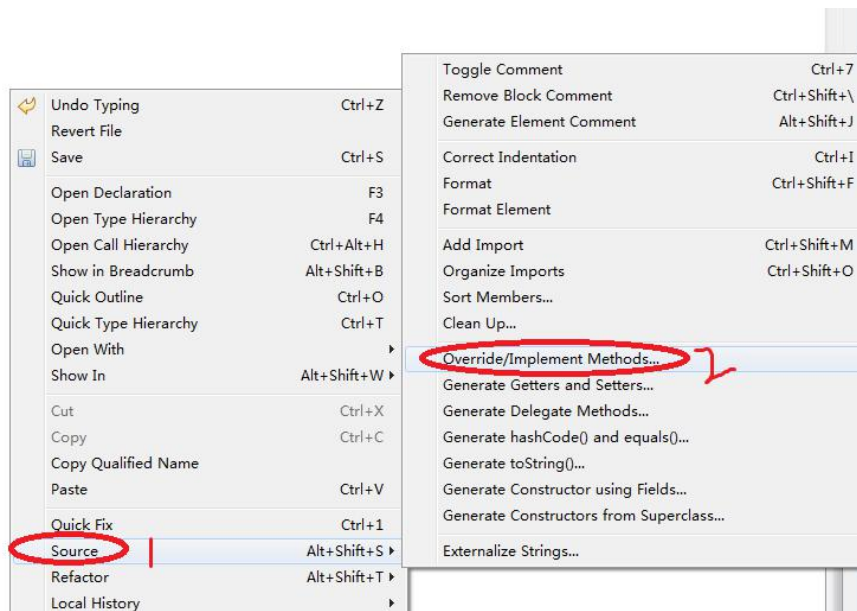 Undo Typing Ctrl+Z
Revert File
Save Ctrl+S
Open Declaration F3
Open Type Hierarchy F4
Open Call Hierarchy Ctrl+Alt+H
Show in Breadcrumb Alt+Shift+B
Quick Outline Ctrl+O
Quick Type Hierarchy Ctrl+T
Open With
Show In Alt+Shift+W
Cut Ctrl+X
Copy Ctrl+C
Copy Qualified Name
Paste Ctrl+V
Quick Fix Ctrl+1
Source Alt+Shift+S
1
Refactor Alt+Shift+T
Local History
Toggle Comment Ctrl+7
Remove Block Comment Ctrl+Shift+\
Generate Element Comment Alt+Shift+J
Correct Indentation Ctrl+I
Format Ctrl+Shift+F
Format Element
Add Import Ctrl+Shift+M
Organize Imports Ctrl+Shift+O
Sort Members...
Clean Up...
Override/Implement Methods...
2
Generate Getters and Setters...
Generate Delegate Methods...
Generate hashCode() and equals()...
Generate toString()...
Generate Constructor using Fields...
Generate Constructors from Superclass...
Externalize Strings...